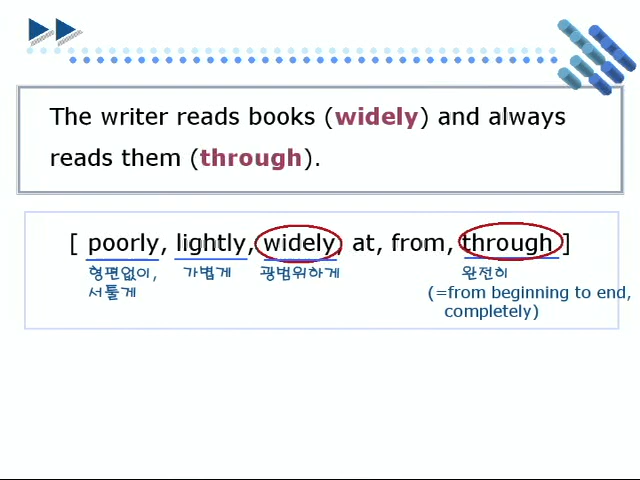 The writer reads books (widely) and always
reads them (through).
[ poorly, lightly, widely, at, from, through ]
형편없이, 가볍게 광범위하게 완전히
서툴게 (=from beginning to end,
completely)